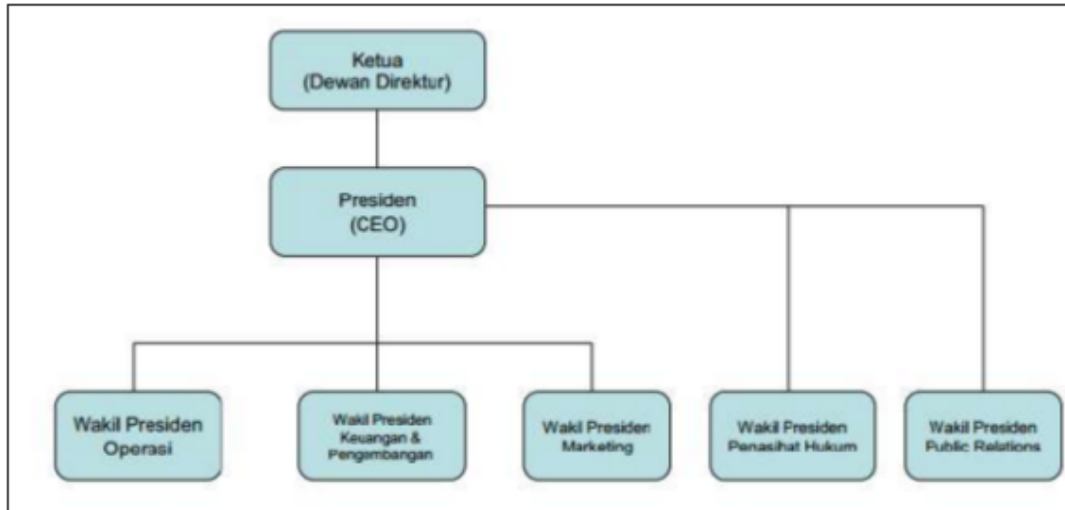 Ketua
(Dewan Direktur)
Presiden
(CEO)
Wakil Presiden
Operasi
Wakil Presiden
Keuangan &
Pengembangan
Wakil Presiden
Marketing
Wakil Presiden
Penasihat Hukum
Wakil Presiden
Public Relations